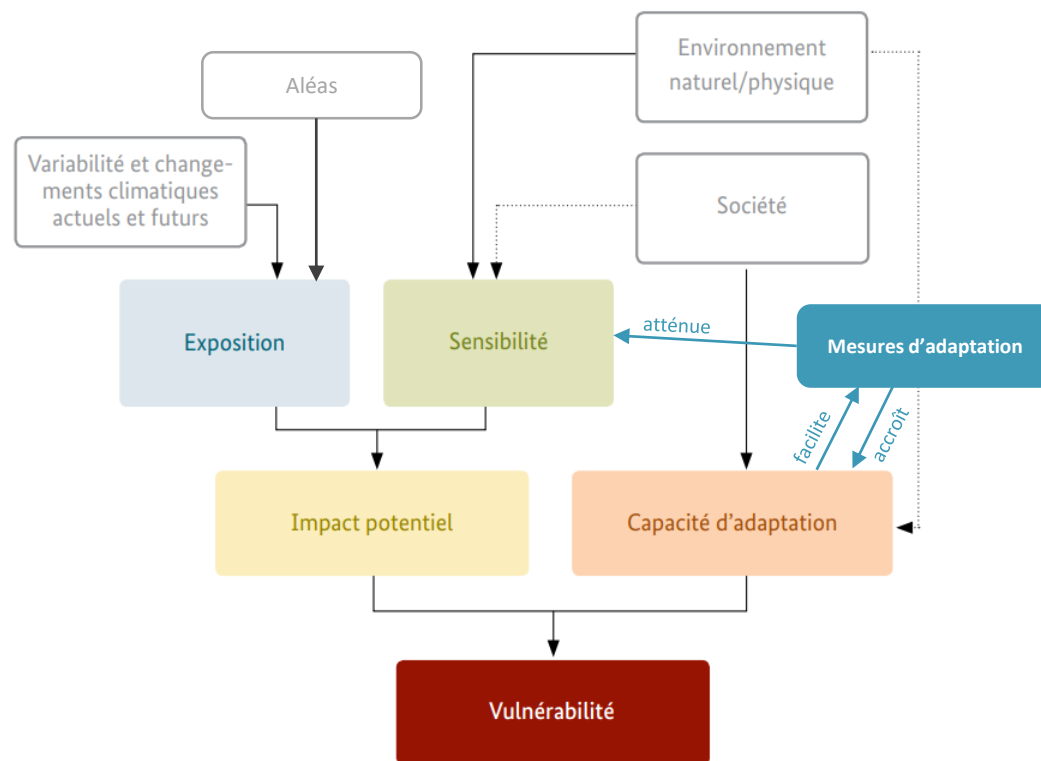 Environnement
naturel/physique
Aléas
Variabilité et change-
ments climatiques
actuels et futurs
Société
Exposition
Sensibilité
atténue
Mesures d’adaptation
facilite
accroît
Impact potentiel
Capacité d’adaptation
Vulnérabilité